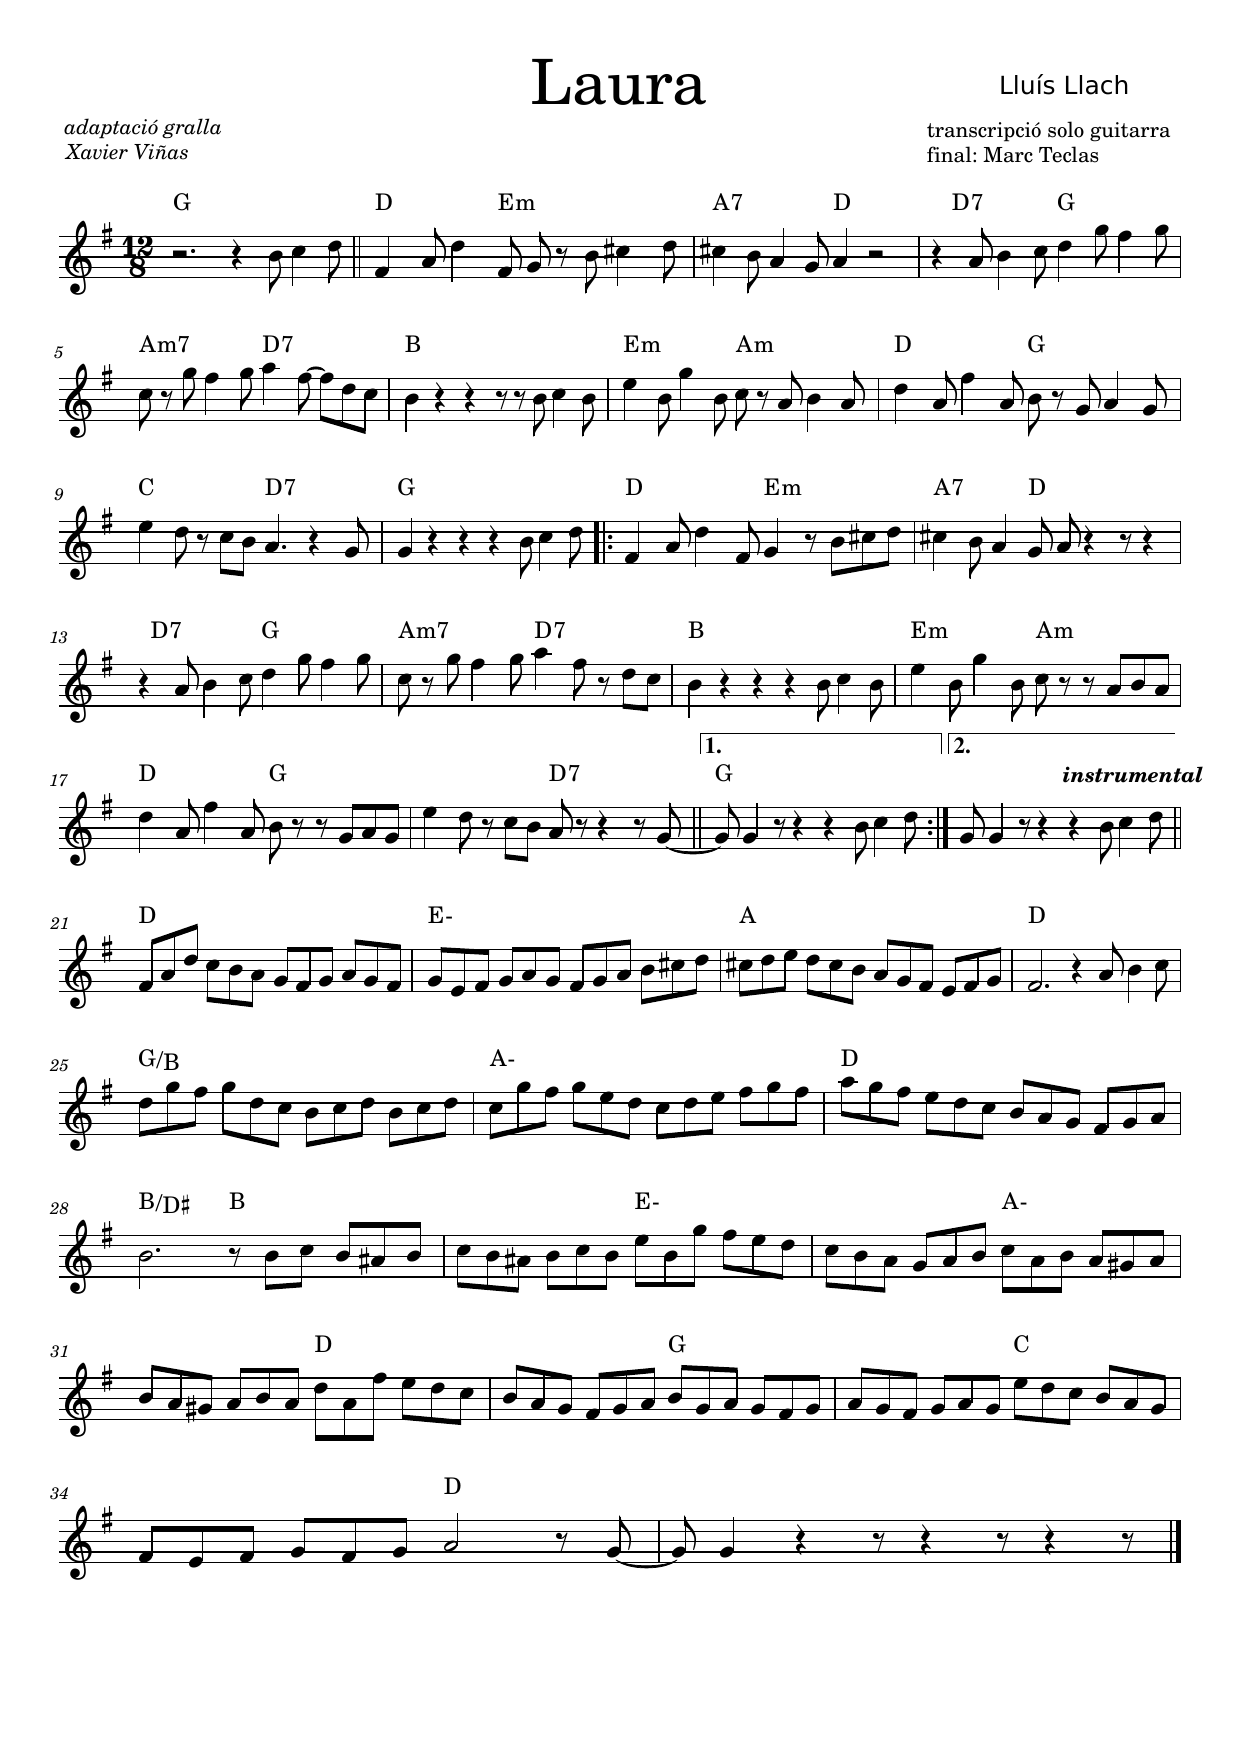 Laura
Lluís Llach
adaptació gralla
Xavier Viñas
transcripció solo guitarra
final: Marc Teclas
G D Em A7 D D7 G
12
8
5 Am7 D7 B Em Am D G
9 C D7 G D Em A7 D
13 D7 G Am7 D7 B Em Am
1. 2.
17 D G D7 G instrumental
21 D E- A D
25 G/B A- D
28 B/D♯ B E- A-
31 D G C
34 D